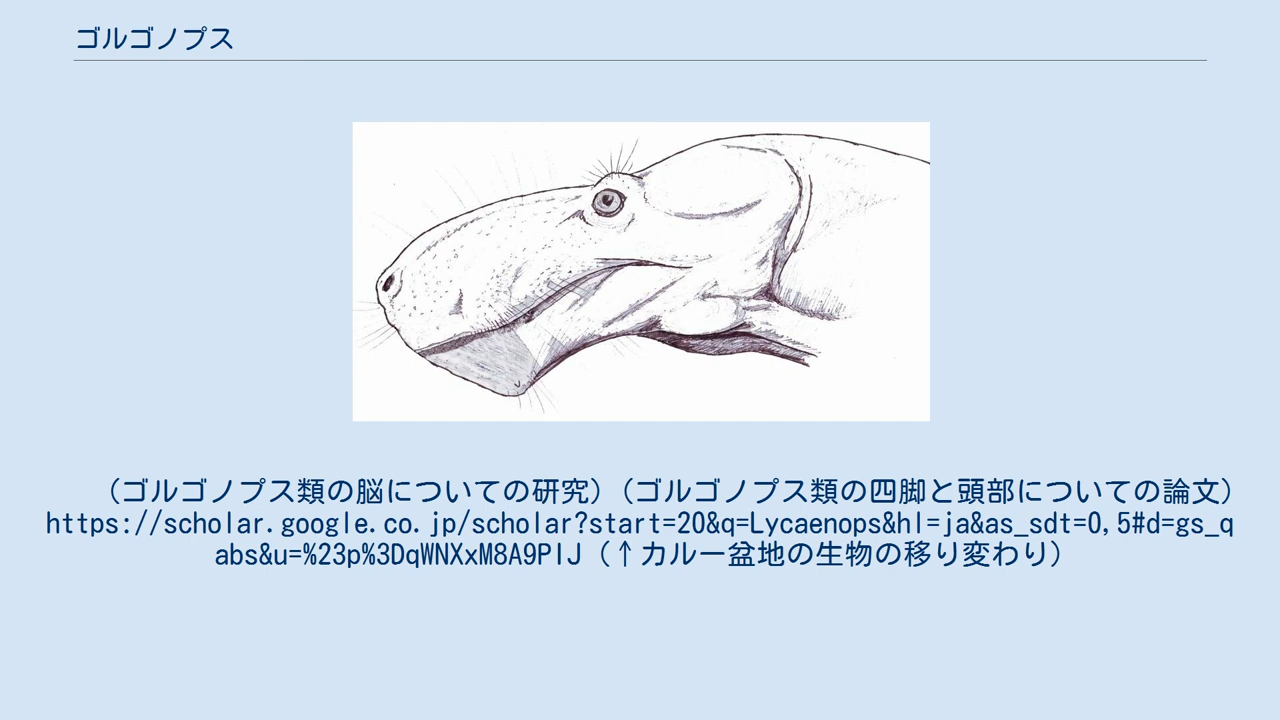 ゴルゴノプス
（ゴルゴノプス類の脳についての研究）（ゴルゴノプス類の四脚と頭部についての論文）
https://scholar.google.co.jp/scholar?start=20&q=Lycaenops&hl=ja&as_sdt=0,5#d=gs_q
abs&u=%23p%3DqWNXxM8A9PIJ（↑カルー盆地の生物の移り変わり）